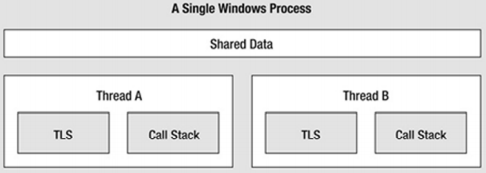 A Single Windows Process
Shared Data
Thread A Thread B
TLS Call Stack TLS Call Stack